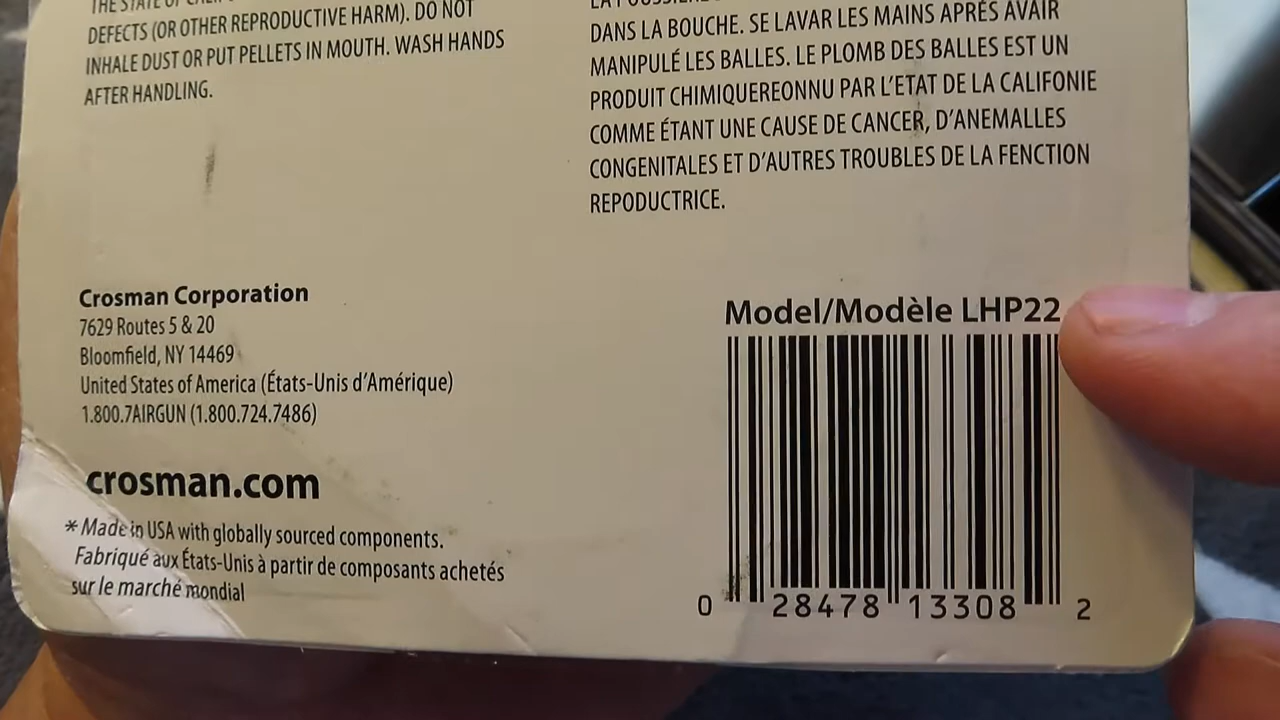 THE STATE OF
DEFECTS (OR OTHER REPRODUCTIVE HARM). DO NOT
INHALE DUST OR PUT PELLETS IN MOUTH. WASH HANDS
AFTER HANDLING.
DANS LA BOUCHE. SE LAVAR LES MAINS APRÉS AVAIR
MANIPULÉ LES BALLES. LE PLOMB DES BALLES EST UN
PRODUIT CHIMIQUEREONNU PAR L'ETAT DE LA CALIFONIE
COMME ÉTANT UNE CAUSE DE CANCER, D'ANEMALLES
CONGENITALES ET D'AUTRES TROUBLES DE LA FENCTION
REPODUCTRICE.
Crosman Corporation
7629 Routes 5 & 20
Bloomfield, NY 14469
United States of America (États-Unis d'Amérique)
1.800.7AIRGUN (1.800.724.7486)
crosman.com
* Made in USA with globally sourced components.
Fabriqué aux États-Unis à partir de composants achetés
sur le marché mondial
Model/Modèle LHP22
0 28478 13308 2